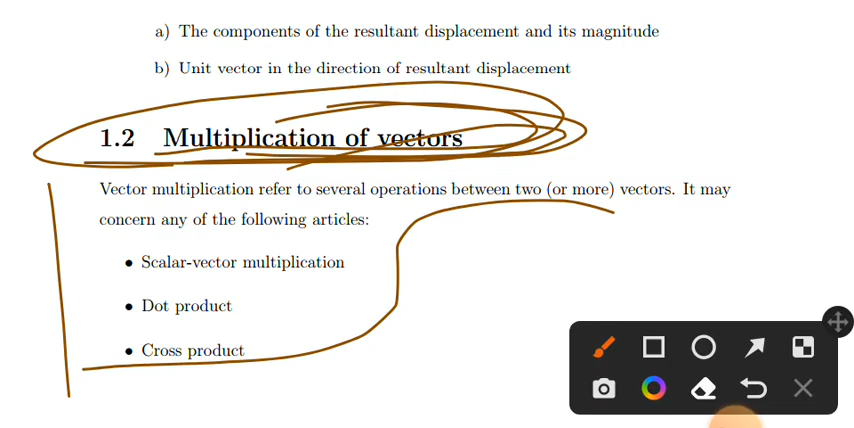 a) The components of the resultant displacement and its magnitude
b) Unit vector in the direction of resultant displacement
1.2 Multiplication of vectors
Vector multiplication refer to several operations between two (or more) vectors. It may
concern any of the following articles:
• Scalar-vector multiplication
• Dot product
• Cross product